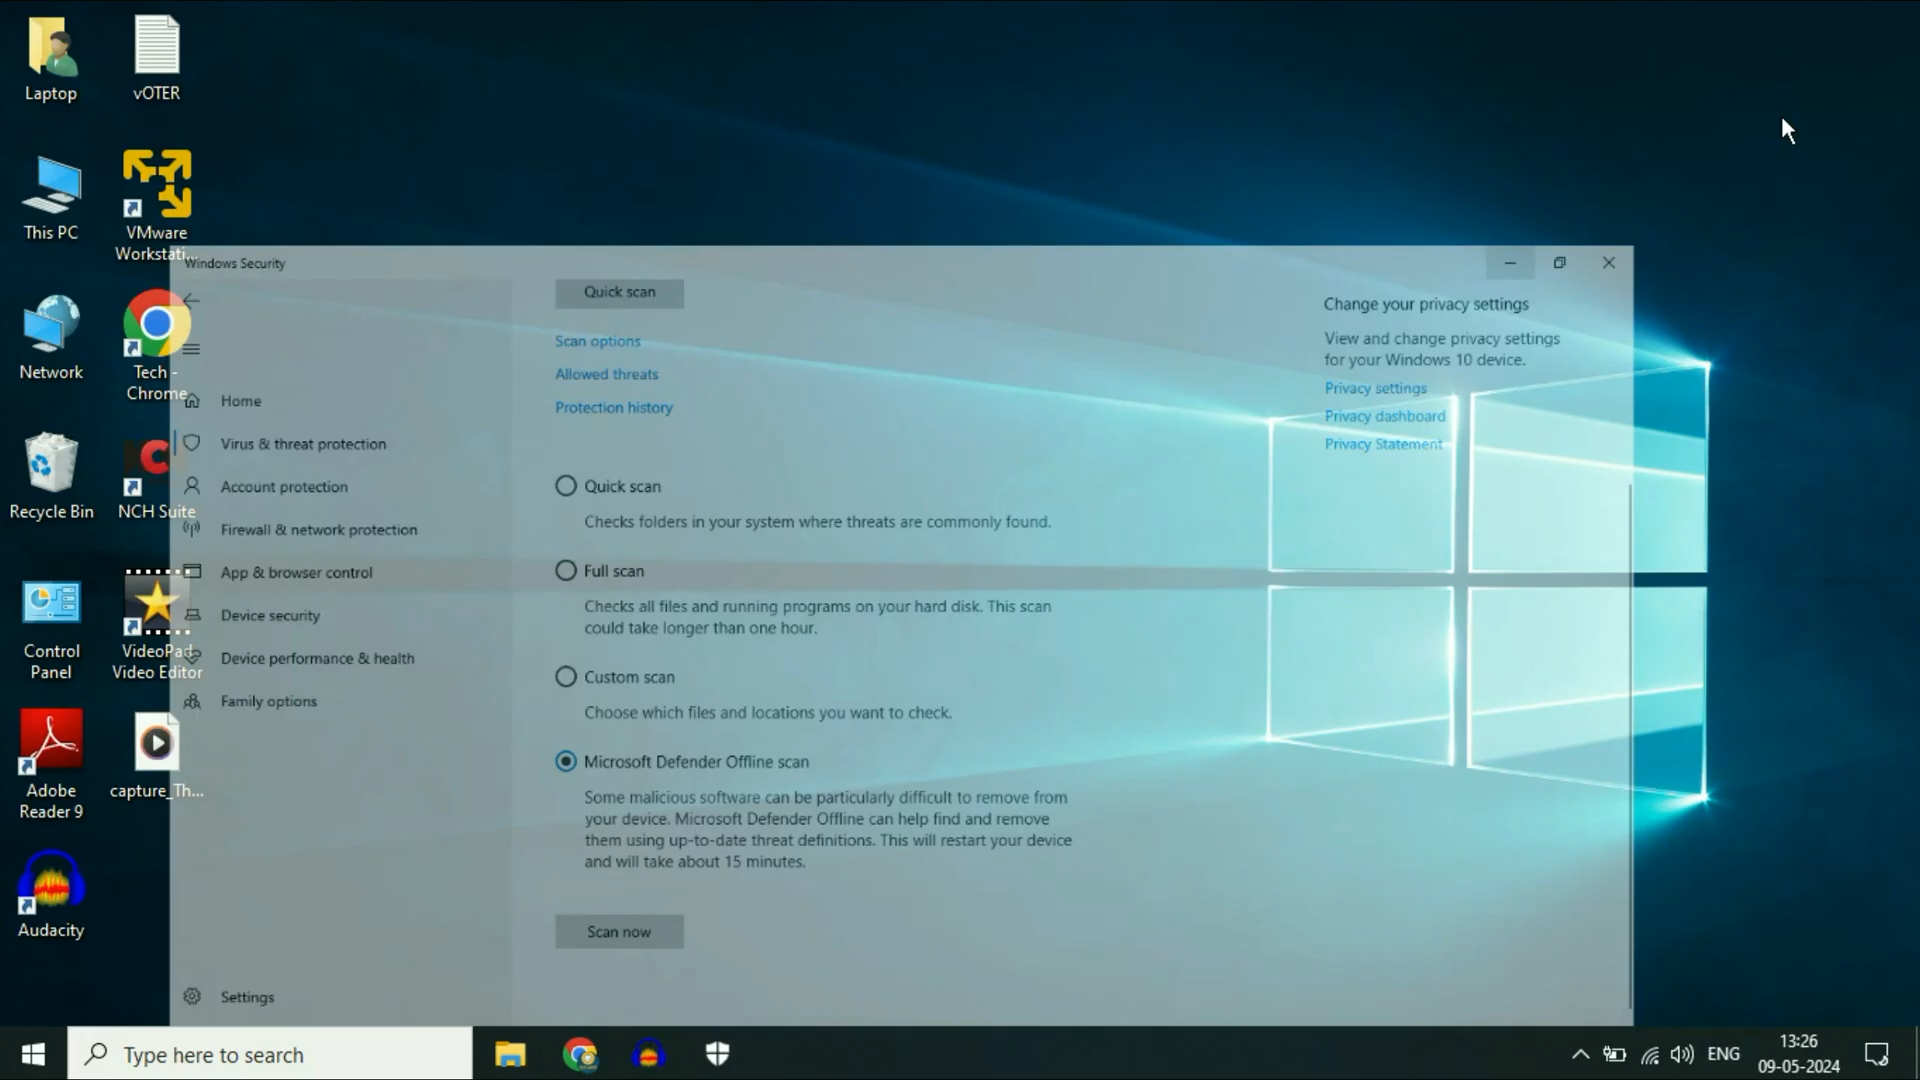 Laptop
vOTER
This PC
VMware
Workstati...
Network
Tech -
Chrome
Recycle Bin
NCH Suite
Control
Panel
VideoPad
Video Editor
Adobe
Reader 9
capture_Th...
Audacity
Windows Security
Home
Virus & threat protection
Account protection
Firewall & network protection
App & browser control
Device security
Device performance & health
Family options
Settings
Quick scan
Scan options
Allowed threats
Protection history
Quick scan
Checks folders in your system where threats are commonly found.
Full scan
Checks all files and running programs on your hard disk. This scan
could take longer than one hour.
Custom scan
Choose which files and locations you want to check.
Microsoft Defender Offline scan
Some malicious software can be particularly difficult to remove from
your device. Microsoft Defender Offline can help find and remove
them using up-to-date threat definitions. This will restart your device
and will take about 15 minutes.
Scan now
Change your privacy settings
View and change privacy settings
for your Windows 10 device.
Privacy settings
Privacy dashboard
Privacy Statement
Type here to search
ENG
13:26
09-05-2024